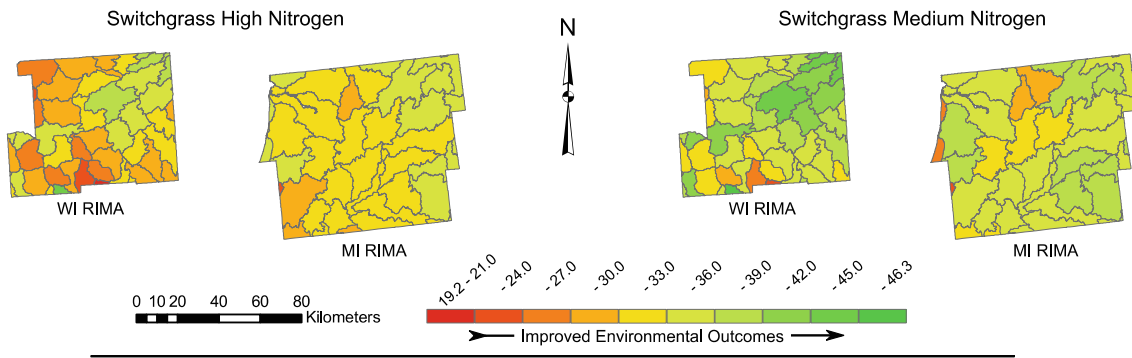 Switchgrass High Nitrogen
Switchgrass Medium Nitrogen
N
WI RIMA
MI RIMA
WI RIMA
MI RIMA
19.2 - 21.0
- 24.0
- 27.0
- 30.0
- 33.0
- 36.0
- 39.0
- 42.0
- 45.0
- 46.3
0 10 20 40 60 80
Kilometers
Improved Environmental Outcomes